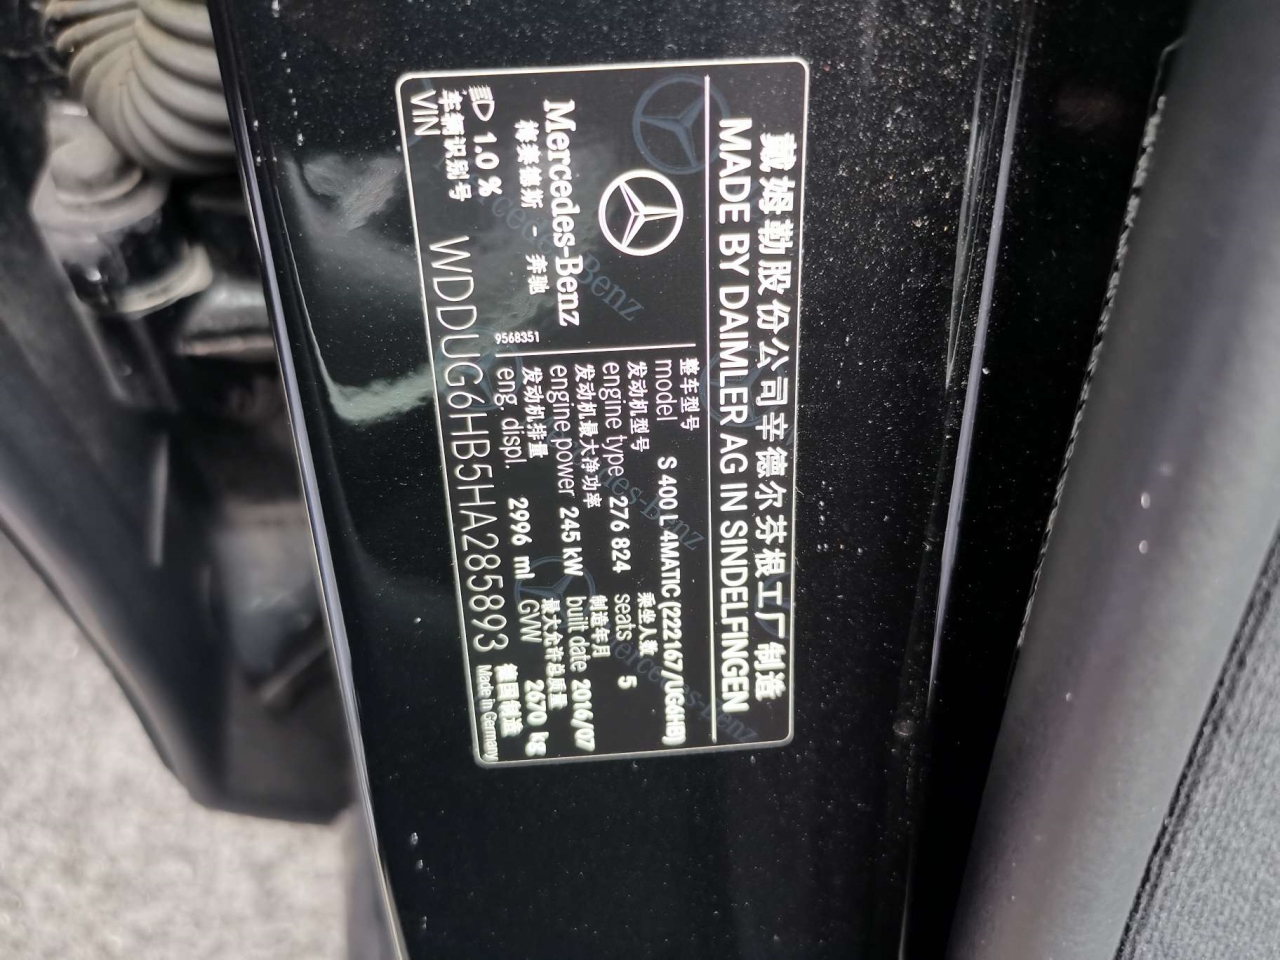 戴姆勒股份公司辛德尔芬根工厂制造
MADE BY DAIMLER AG IN SINDELFINGEN
Mercedes-Benz
梅赛德斯 - 奔驰
9568351
整车型号
model S 400 L 4MATIC (222167/UG6HB)
发动机型号 乘坐人数
engine type 276 824 seats 5
发动机最大净功率 制造年月
engine power 245 kW built date 2016/07
发动机排量 最大允许总质量
eng. displ. 2996 ml GVW 2670 kg
1.0 %
车辆识别号 德国制造
VIN WDDUG6HB5HA285893 Made in Germany